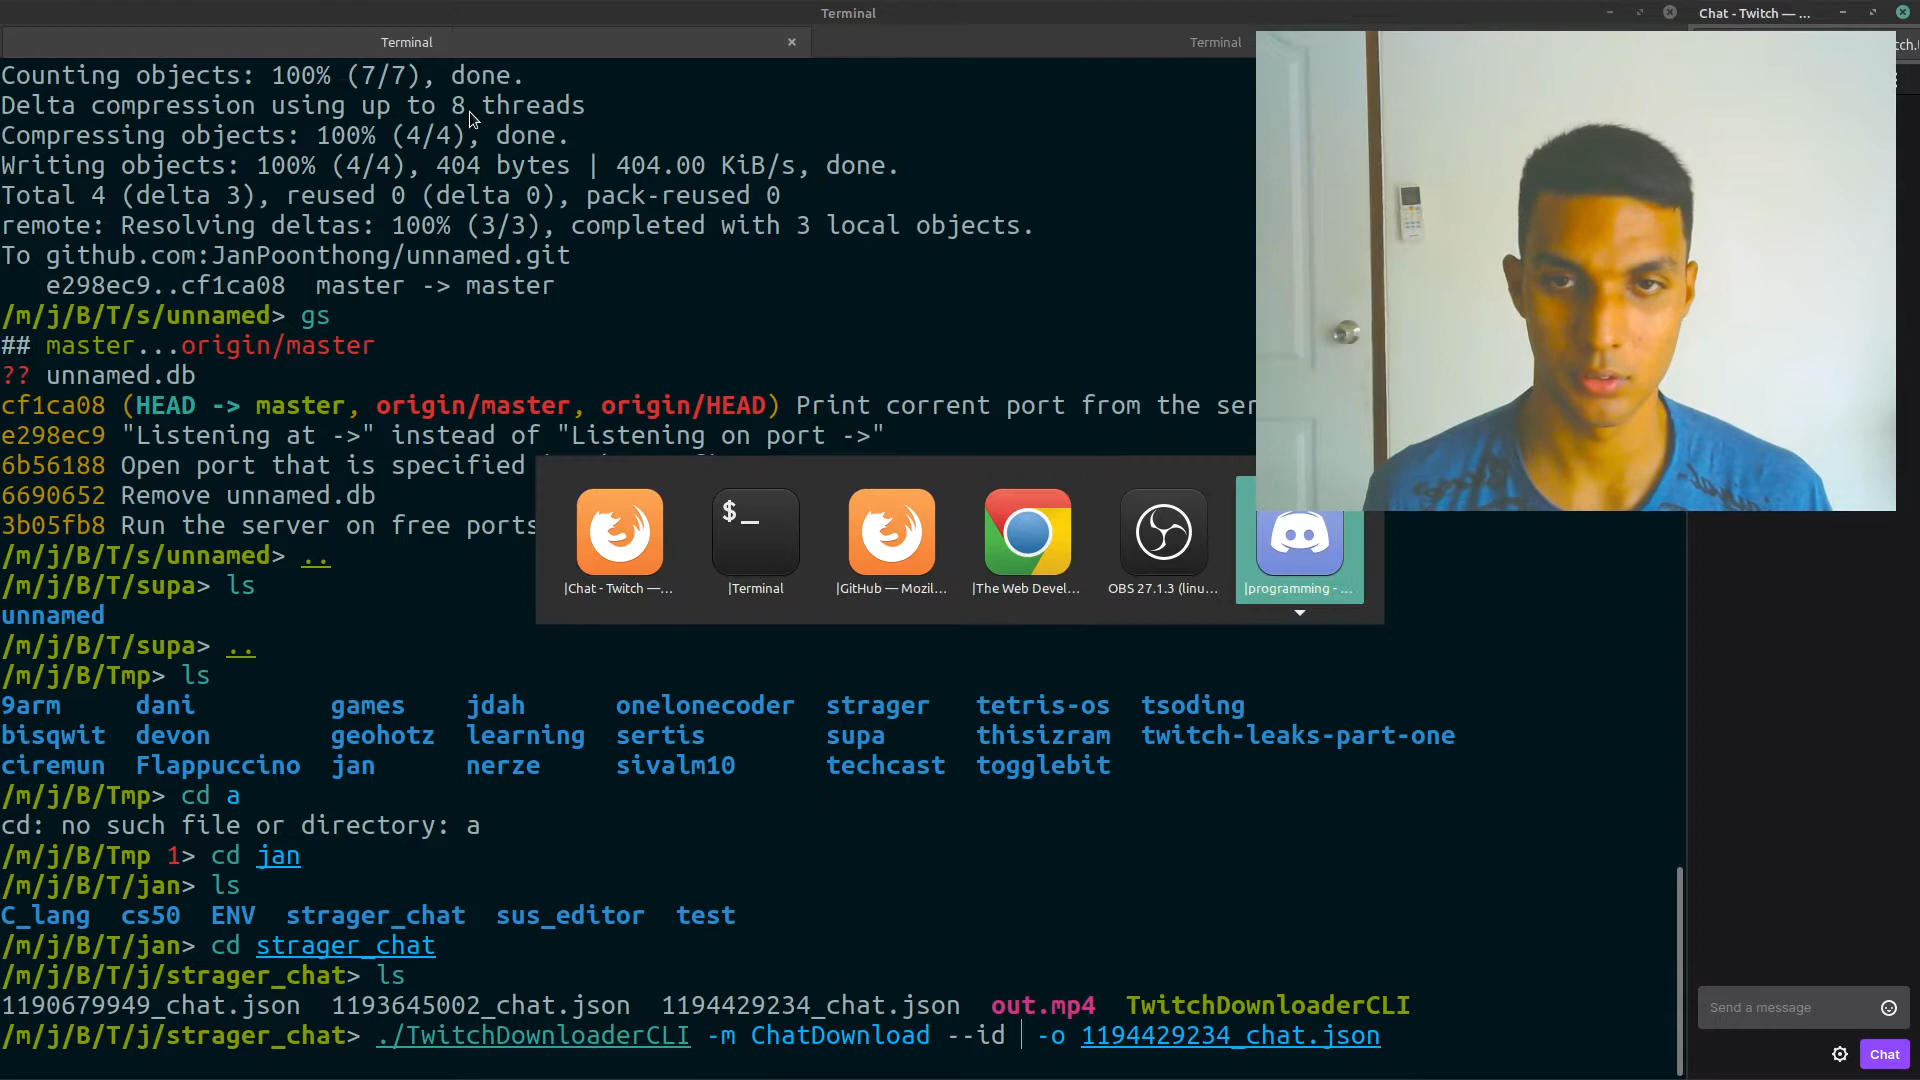 Terminal
Chat - Twitch — ...
Terminal
Terminal
tch.
Counting objects: 100% (7/7), done.
Delta compression using up to 8 threads
Compressing objects: 100% (4/4), done.
Writing objects: 100% (4/4), 404 bytes | 404.00 KiB/s, done.
Total 4 (delta 3), reused 0 (delta 0), pack-reused 0
remote: Resolving deltas: 100% (3/3), completed with 3 local objects.
To github.com:JanPoonthong/unnamed.git
e298ec9..cf1ca08 master -> master
/m/j/B/T/s/unnamed> gs
## master...origin/master
?? unnamed.db
cf1ca08 (HEAD -> master, origin/master, origin/HEAD) Print corrent port from the ser
e298ec9 "Listening at ->" instead of "Listening on port ->"
6b56188 Open port that is specified
6690652 Remove unnamed.db
3b05fb8 Run the server on free ports
/m/j/B/T/s/unnamed> ..
/m/j/B/T/supa> ls
unnamed
/m/j/B/T/supa> ..
/m/j/B/Tmp> ls
9arm dani games jdah onelonecoder strager tetris-os tsoding
bisqwit devon geohotz learning sertis supa thisizram twitch-leaks-part-one
ciremun Flappuccino jan nerze sivalm10 techcast togglebit
/m/j/B/Tmp> cd a
cd: no such file or directory: a
/m/j/B/Tmp 1> cd jan
/m/j/B/T/jan> ls
C_lang cs50 ENV strager_chat sus_editor test
/m/j/B/T/jan> cd strager_chat
/m/j/B/T/j/strager_chat> ls
1190679949_chat.json 1193645002_chat.json 1194429234_chat.json out.mp4 TwitchDownloaderCLI
/m/j/B/T/j/strager_chat> ./TwitchDownloaderCLI -m ChatDownload --id -o 1194429234_chat.json
$_
|Chat - Twitch —...
|Terminal
|GitHub — Mozil...
|The Web Devel...
OBS 27.1.3 (linu...
|programming - ...
Send a message
Chat